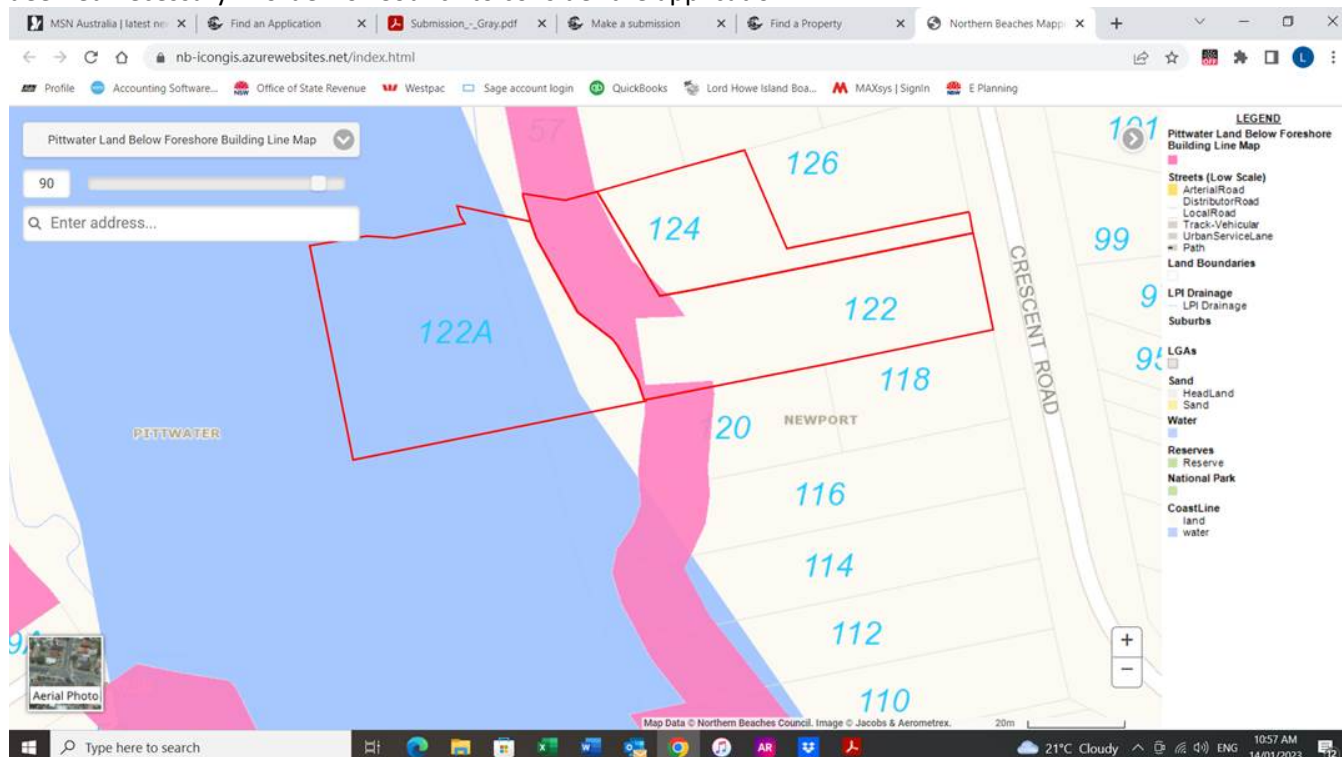 MSN Australia | latest ne
Find an Application
Submission_-_Gray.pdf
Make a submission
Find a Property
Northern Beaches Mapp
nb-icongis.azurewebsites.net/index.html
Profile
Accounting Software...
Office of State Revenue
Westpac
Sage account login
QuickBooks
Lord Howe Island Boa...
MAXsys | SignIn
E Planning
Pittwater Land Below Foreshore Building Line Map
90
Enter address...
57
126
124
122
122A
118
120
116
114
112
110
101
99
95
PITTWATER
NEWPORT
CRESCENT ROAD
LEGEND
Pittwater Land Below Foreshore
Building Line Map
Streets (Low Scale)
ArterialRoad
DistributorRoad
LocalRoad
Track-Vehicular
UrbanServiceLane
Path
Land Boundaries
LPI Drainage
LPI Drainage
Suburbs
LGAs
Sand
HeadLand
Sand
Water
Reserves
Reserve
National Park
CoastLine
land
water
Aerial Photo
+
−
Map Data © Northern Beaches Council. Image © Jacobs & Aerometrex.
20m
Type here to search
21°C Cloudy
ENG
10:57 AM
14/01/2023